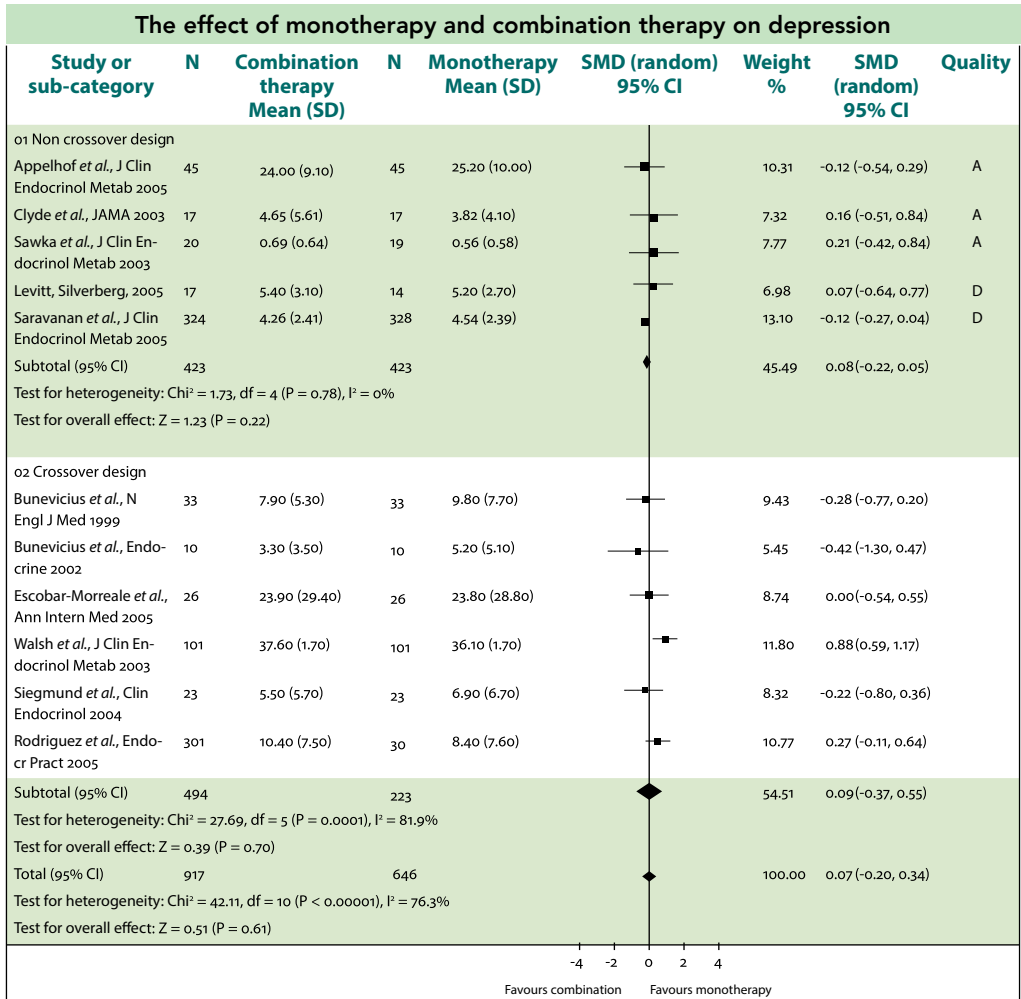 The effect of monotherapy and combination therapy on depression
Study or sub-category N Combination therapy Mean (SD) N Monotherapy Mean (SD) SMD (random) 95% CI Weight % SMD (random) 95% CI Quality
01 Non crossover design
Appelhof et al., J Clin 45 24.00 (9.10) 45 25.20 (10.00) 10.31 -0.12 (-0.54, 0.29) A
Endocrinol Metab 2005
Clyde et al., JAMA 2003 17 4.65 (5.61) 17 3.82 (4.10) 7.32 0.16 (-0.51, 0.84) A
Sawka et al., J Clin En- 20 0.69 (0.64) 19 0.56 (0.58) 7.77 0.21 (-0.42, 0.84) A
docrinol Metab 2003
Levitt, Silverberg, 2005 17 5.40 (3.10) 14 5.20 (2.70) 6.98 0.07 (-0.64, 0.77) D
Saravanan et al., J Clin 324 4.26 (2.41) 328 4.54 (2.39) 13.10 -0.12 (-0.27, 0.04) D
Endocrinol Metab 2005
Subtotal (95% CI) 423 423 45.49 0.08(-0.22, 0.05)
Test for heterogeneity: Chi² = 1.73, df = 4 (P = 0.78), I² = 0%
Test for overall effect: Z = 1.23 (P = 0.22)
02 Crossover design
Bunevicius et al., N 33 7.90 (5.30) 33 9.80 (7.70) 9.43 -0.28 (-0.77, 0.20)
Engl J Med 1999
Bunevicius et al., Endo- 10 3.30 (3.50) 10 5.20 (5.10) 5.45 -0.42 (-1.30, 0.47)
crine 2002
Escobar-Morreale et al., 26 23.90 (29.40) 26 23.80 (28.80) 8.74 0.00(-0.54, 0.55)
Ann Intern Med 2005
Walsh et al., J Clin En- 101 37.60 (1.70) 101 36.10 (1.70) 11.80 0.88(0.59, 1.17)
docrinol Metab 2003
Siegmund et al., Clin 23 5.50 (5.70) 23 6.90 (6.70) 8.32 -0.22 (-0.80, 0.36)
Endocrinol 2004
Rodriguez et al., Endo- 301 10.40 (7.50) 30 8.40 (7.60) 10.77 0.27 (-0.11, 0.64)
cr Pract 2005
Subtotal (95% CI) 494 223 54.51 0.09(-0.37, 0.55)
Test for heterogeneity: Chi² = 27.69, df = 5 (P = 0.0001), I² = 81.9%
Test for overall effect: Z = 0.39 (P = 0.70)
Total (95% CI) 917 646 100.00 0.07 (-0.20, 0.34)
Test for heterogeneity: Chi² = 42.11, df = 10 (P < 0.00001), I² = 76.3%
Test for overall effect: Z = 0.51 (P = 0.61)
-4 -2 0 2 4
Favours combination Favours monotherapy